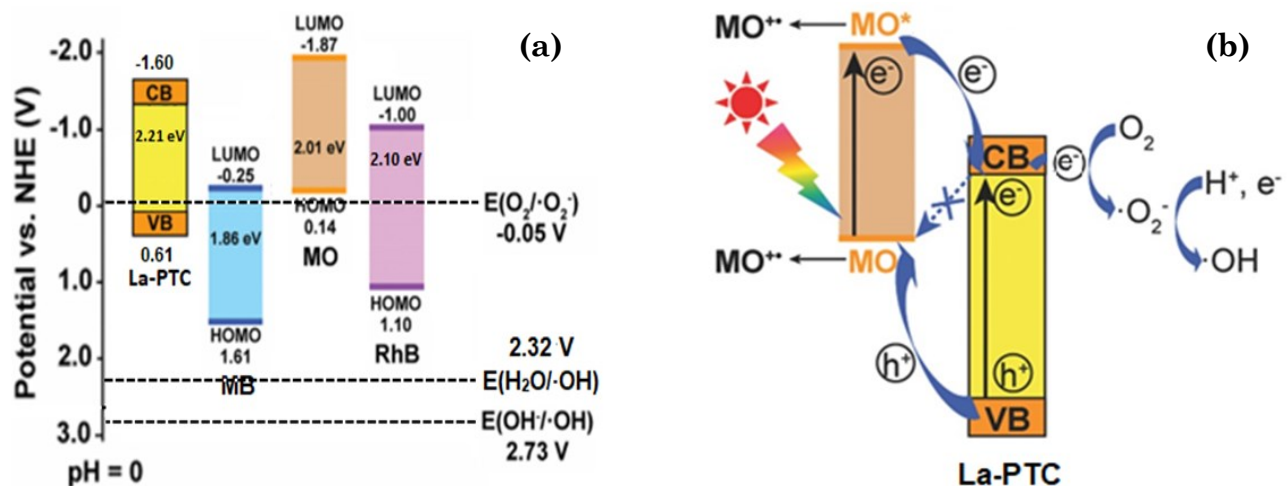 (a)
Potential vs. NHE (V)
-2.0
-1.0
0
1.0
2.0
3.0
pH = 0
-1.60
CB
2.21 eV
VB
0.61
La-PTC
LUMO
-0.25
1.86 eV
HOMO
1.61
MB
LUMO
-1.87
2.01 eV
HOMO
0.14
MO
LUMO
-1.00
2.10 eV
HOMO
1.10
RhB
E(O₂/·O₂⁻)
-0.05 V
2.32 V
E(H₂O/·OH)
E(OH⁻/·OH)
2.73 V
(b)
MO⁺• MO*
e⁻
e⁻
MO⁺• MO
h⁺
CB
e⁻
e⁻
h⁺
VB
La-PTC
O₂
·O₂⁻
H⁺, e⁻
·OH